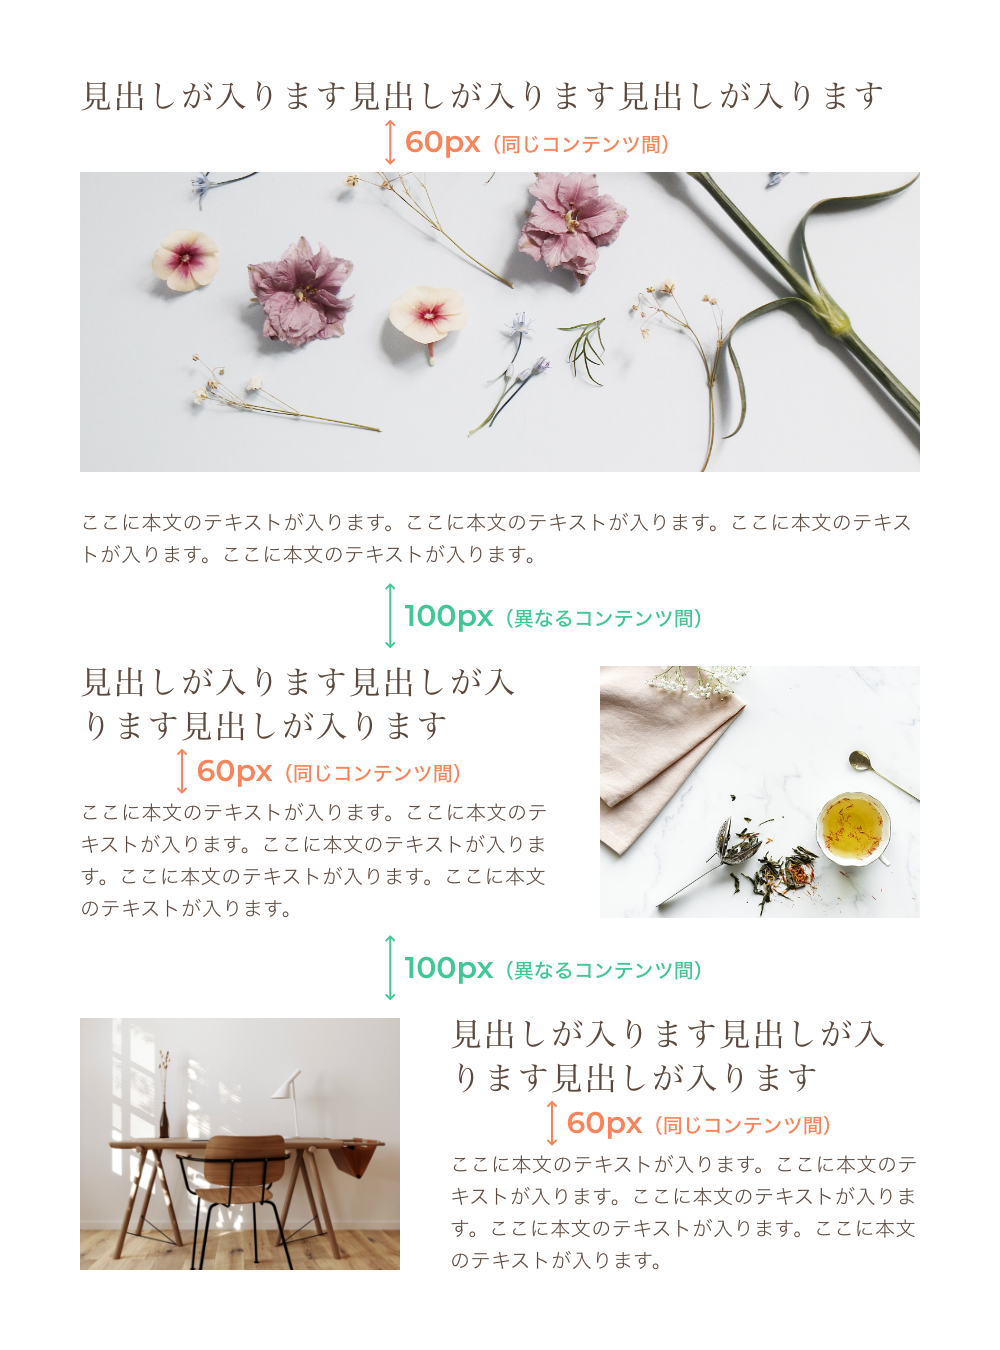 見出しが入ります見出しが入ります見出しが入ります
60px（同じコンテンツ間）
ここに本文のテキストが入ります。ここに本文のテキストが入ります。ここに本文のテキス
トが入ります。ここに本文のテキストが入ります。
100px（異なるコンテンツ間）
見出しが入ります見出しが入
ります見出しが入ります
60px（同じコンテンツ間）
ここに本文のテキストが入ります。ここに本文のテ
キストが入ります。ここに本文のテキストが入りま
す。ここに本文のテキストが入ります。ここに本文
のテキストが入ります。
100px（異なるコンテンツ間）
見出しが入ります見出しが入
ります見出しが入ります
60px（同じコンテンツ間）
ここに本文のテキストが入ります。ここに本文のテ
キストが入ります。ここに本文のテキストが入りま
す。ここに本文のテキストが入ります。ここに本文
のテキストが入ります。